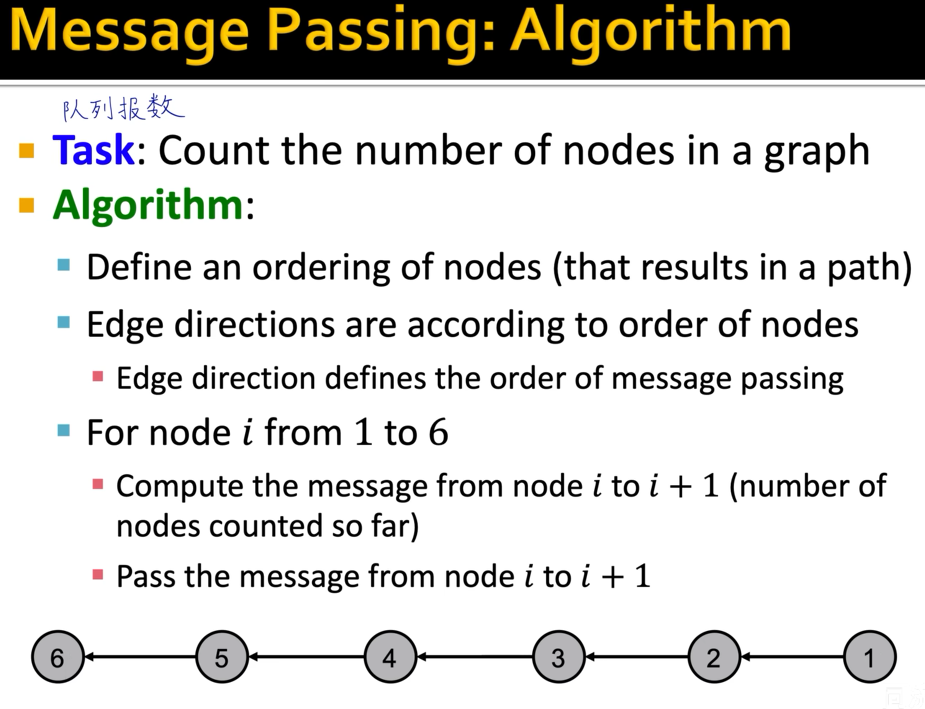 Message Passing: Algorithm
队列报数
Task: Count the number of nodes in a graph
Algorithm:
Define an ordering of nodes (that results in a path)
Edge directions are according to order of nodes
Edge direction defines the order of message passing
For node i from 1 to 6
Compute the message from node i to i + 1 (number of
nodes counted so far)
Pass the message from node i to i + 1
6 5 4 3 2 1